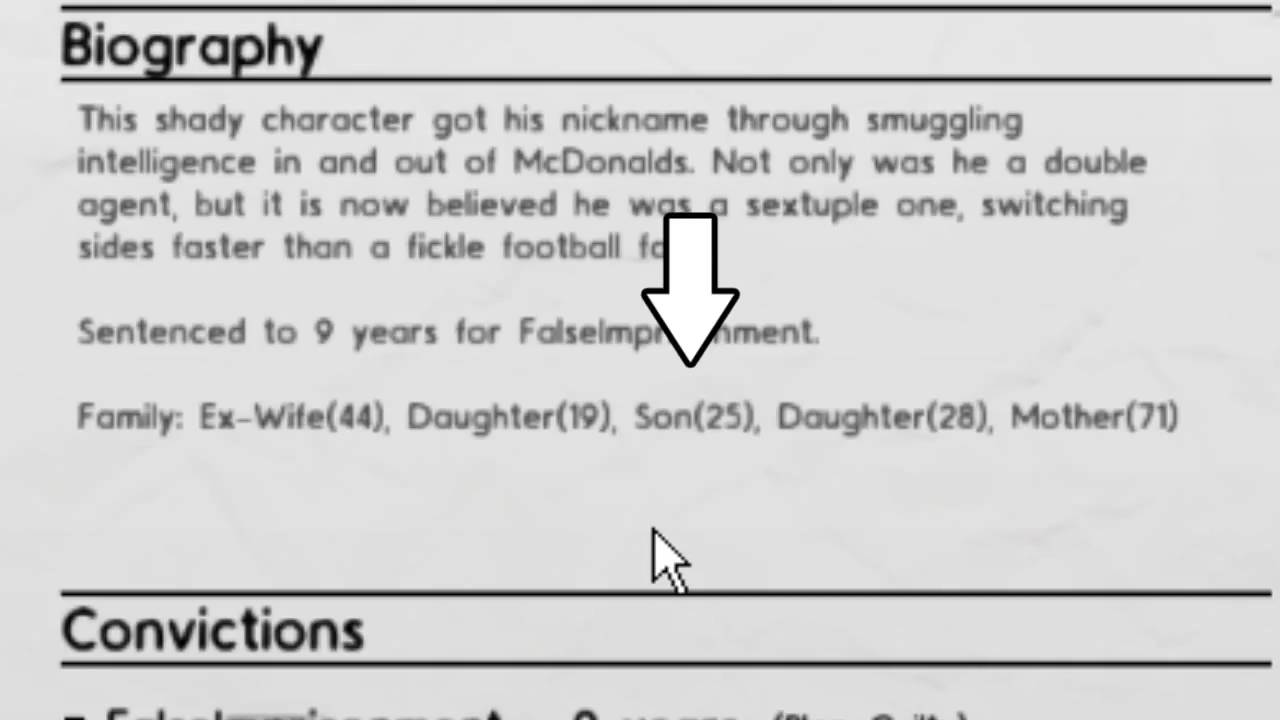 Biography
This shady character got his nickname through smuggling
intelligence in and out of McDonalds. Not only was he a double
agent, but it is now believed he was a sextuple one, switching
sides faster than a fickle football
Sentenced to 9 years for
Family: Ex-Wife(44), Daughter(19), Son(25), Daughter(28), Mother(71)
Convictions
9 years